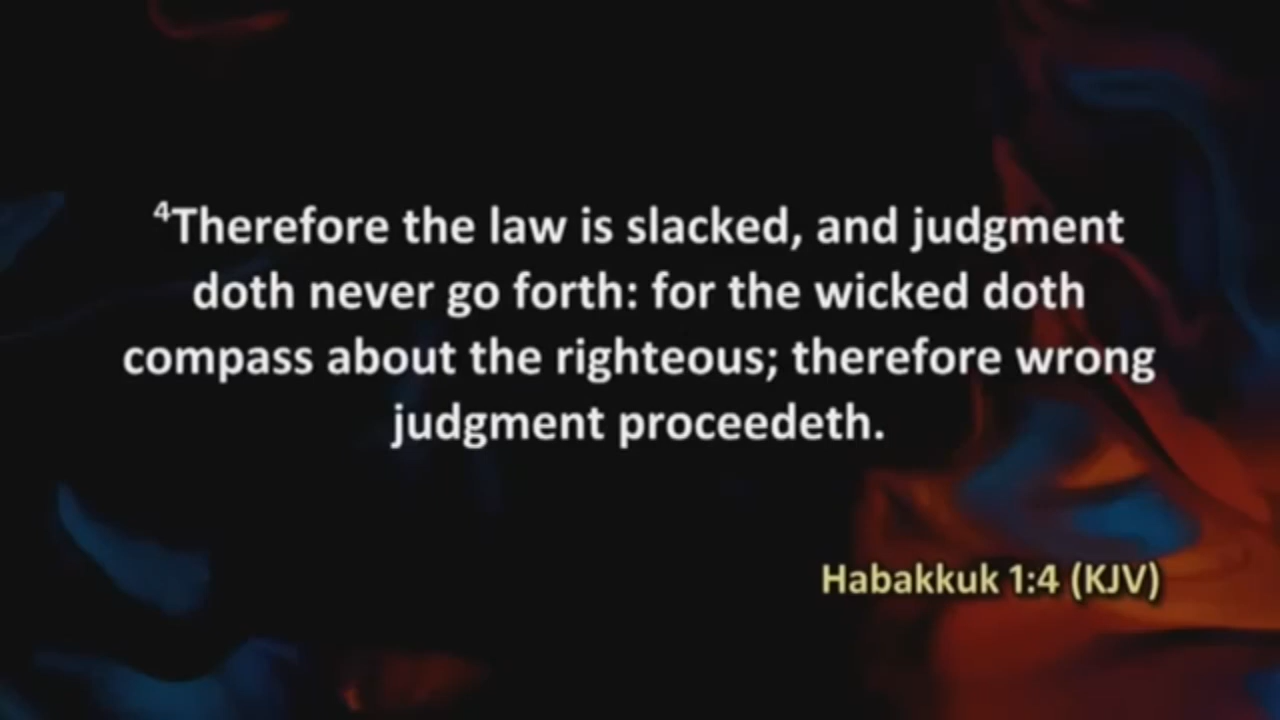 ⁴Therefore the law is slacked, and judgment
doth never go forth: for the wicked doth
compass about the righteous; therefore wrong
judgment proceedeth.
Habakkuk 1:4 (KJV)